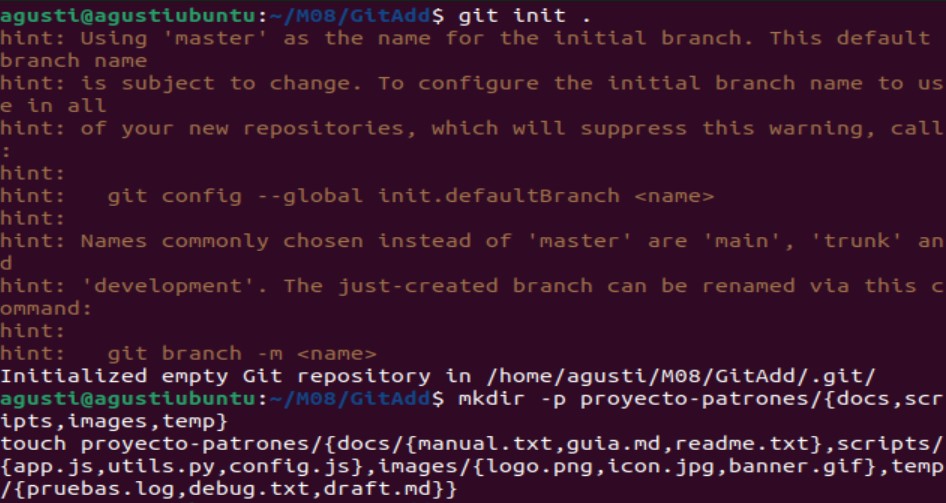 agusti@agustiubuntu:~/M08/GitAdd$ git init .
hint: Using 'master' as the name for the initial branch. This default
branch name
hint: is subject to change. To configure the initial branch name to us
e in all
hint: of your new repositories, which will suppress this warning, call
:
hint:
hint:   git config --global init.defaultBranch <name>
hint:
hint: Names commonly chosen instead of 'master' are 'main', 'trunk' an
d
hint: 'development'. The just-created branch can be renamed via this c
ommand:
hint:
hint:   git branch -m <name>
Initialized empty Git repository in /home/agusti/M08/GitAdd/.git/
agusti@agustiubuntu:~/M08/GitAdd$ mkdir -p proyecto-patrones/{docs,scr
ipts,images,temp}
touch proyecto-patrones/{docs/{manual.txt,guia.md,readme.txt},scripts/
{app.js,utils.py,config.js},images/{logo.png,icon.jpg,banner.gif},temp
/{pruebas.log,debug.txt,draft.md}}